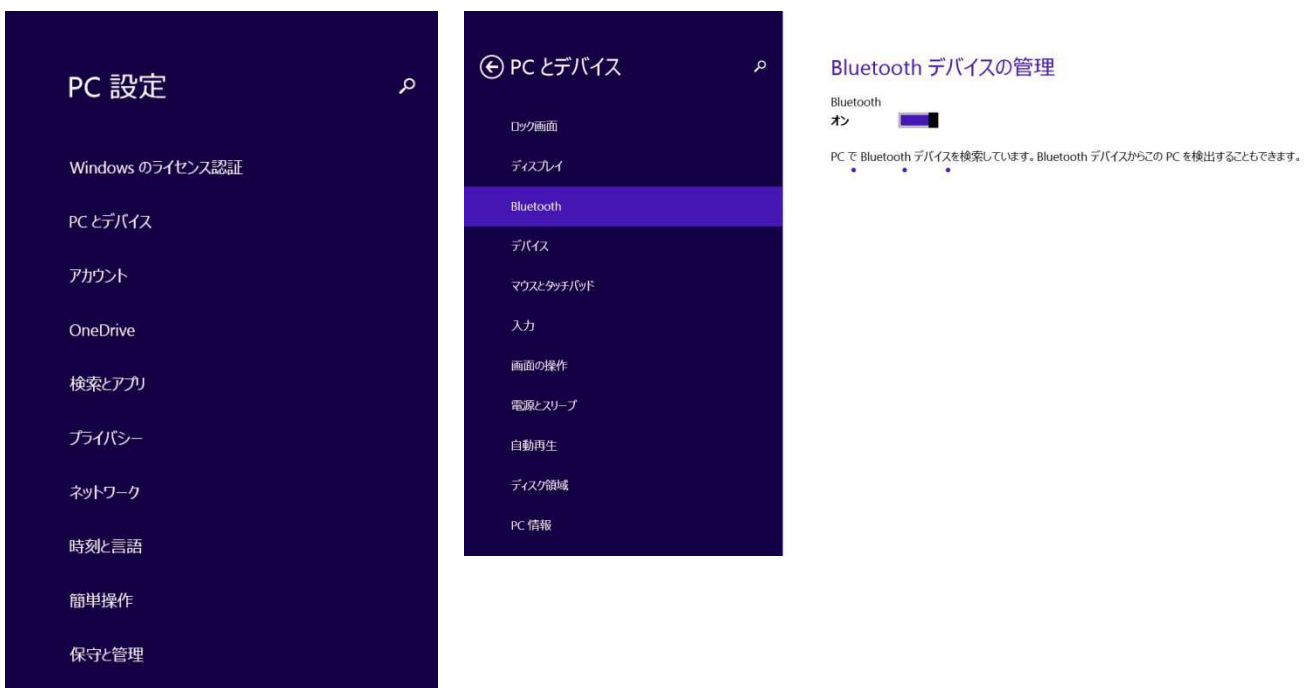 PC 設定
Windows のライセンス認証
PC とデバイス
アカウント
OneDrive
検索とアプリ
プライバシー
ネットワーク
時刻と言語
簡単操作
保守と管理
PC とデバイス
ロック画面
ディスプレイ
Bluetooth
デバイス
マウスとタッチパッド
入力
画面の操作
電源とスリープ
自動再生
ディスク領域
PC 情報
Bluetooth デバイスの管理
Bluetooth
オン
PC で Bluetooth デバイスを検索しています。Bluetooth デバイスからこの PC を検出することもできます。